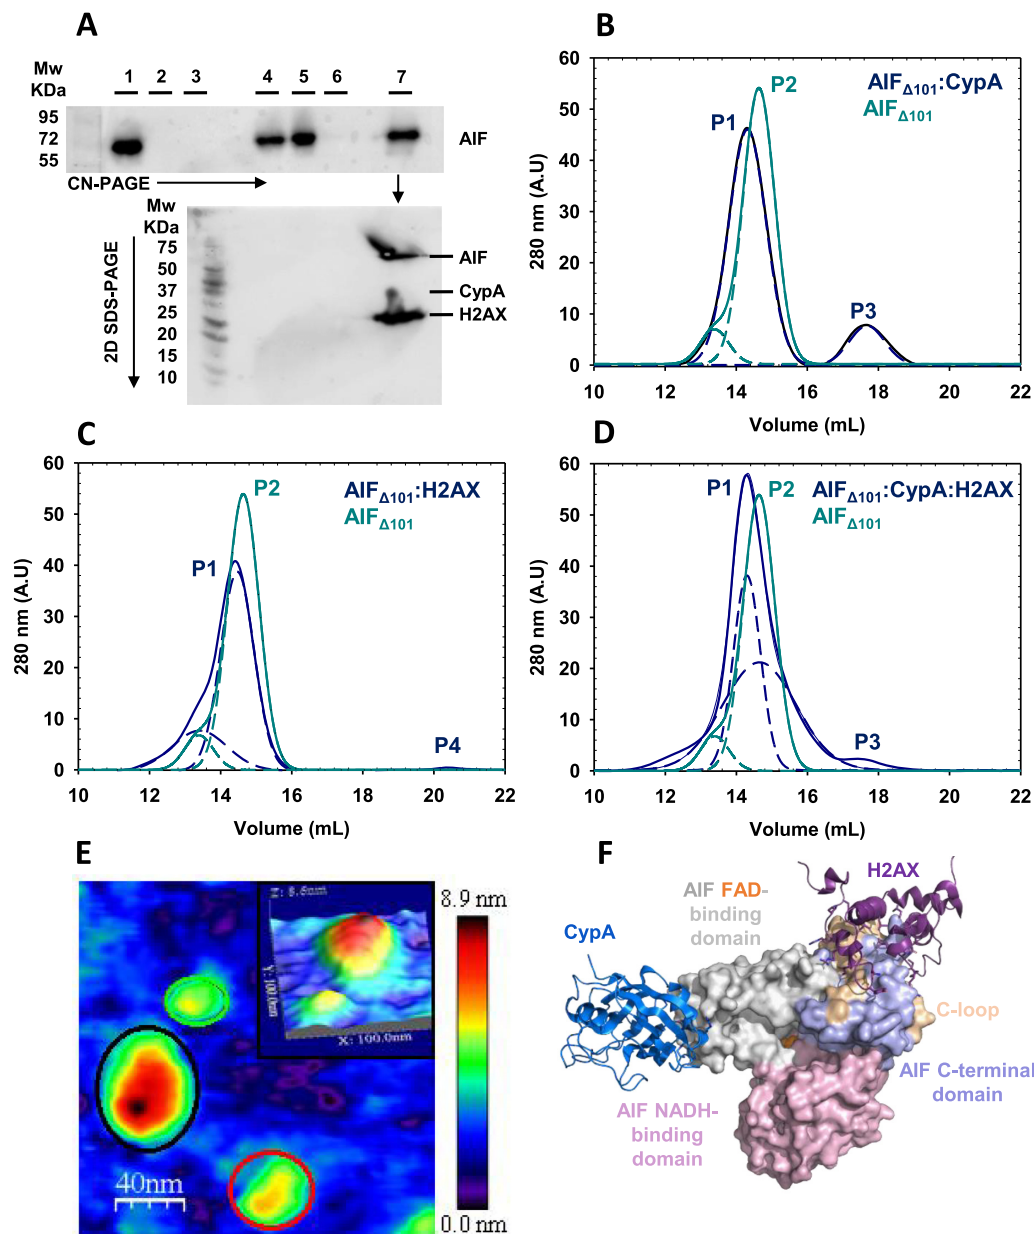 A
Mw
KDa
1 2 3 4 5 6 7
95
72
55
AIF
CN-PAGE
Mw
KDa
2D SDS-PAGE
75
50
37
25
20
15
10
AIF
CypA
H2AX
B
60
50
40
30
20
10
0
280 nm (A.U)
P1
P2
P3
AIFΔ101:CypA
AIFΔ101
10 12 14 16 18 20 22
Volume (mL)
C
60
50
40
30
20
10
0
280 nm (A.U)
P1
P2
P4
AIFΔ101:H2AX
AIFΔ101
10 12 14 16 18 20 22
Volume (mL)
D
60
50
40
30
20
10
0
280 nm (A.U)
P1
P2
P3
AIFΔ101:CypA:H2AX
AIFΔ101
10 12 14 16 18 20 22
Volume (mL)
E
Z: 8.6nm
Y: 100.0nm
X: 100.0nm
40nm
8.9 nm
0.0 nm
F
H2AX
AIF FAD-
binding
domain
CypA
C-loop
AIF C-terminal
domain
AIF NADH-
binding
domain